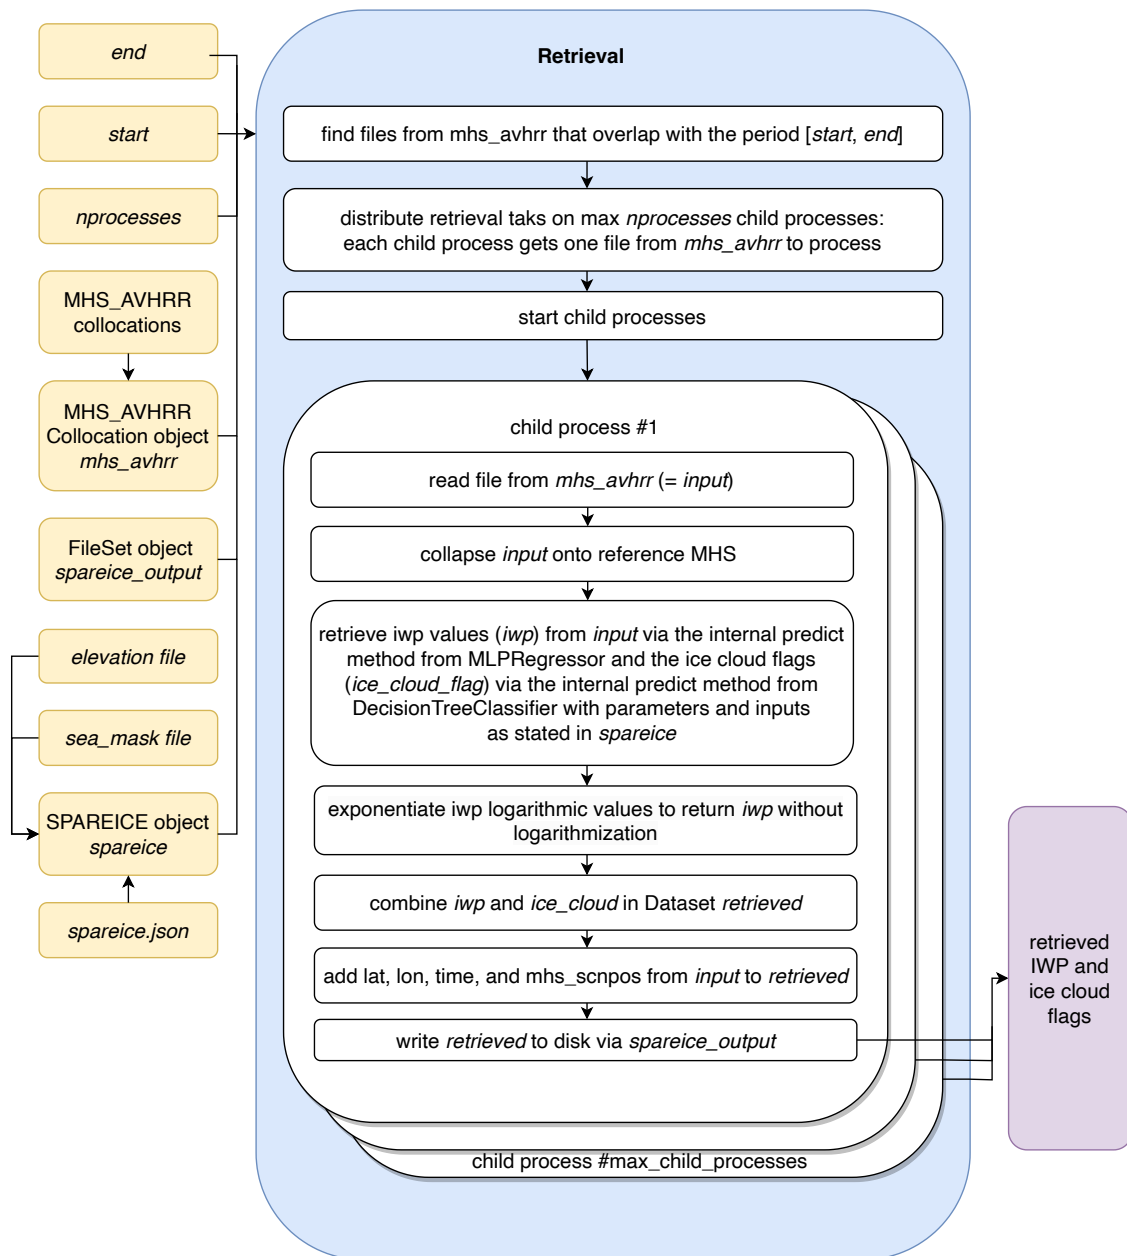 end
start
nprocesses
MHS_AVHRR
collocations
MHS_AVHRR
Collocation object
mhs_avhrr
FileSet object
spareice_output
elevation file
sea_mask file
SPAREICE object
spareice
spareice.json
Retrieval
find files from mhs_avhrr that overlap with the period [start, end]
distribute retrieval taks on max nprocesses child processes:
each child process gets one file from mhs_avhrr to process
start child processes
child process #1
read file from mhs_avhrr (= input)
collapse input onto reference MHS
retrieve iwp values (iwp) from input via the internal predict
method from MLPRegressor and the ice cloud flags
(ice_cloud_flag) via the internal predict method from
DecisionTreeClassifier with parameters and inputs
as stated in spareice
exponentiate iwp logarithmic values to return iwp without
logarithmization
combine iwp and ice_cloud in Dataset retrieved
add lat, lon, time, and mhs_scnpos from input to retrieved
write retrieved to disk via spareice_output
child process #max_child_processes
retrieved
IWP and
ice cloud
flags